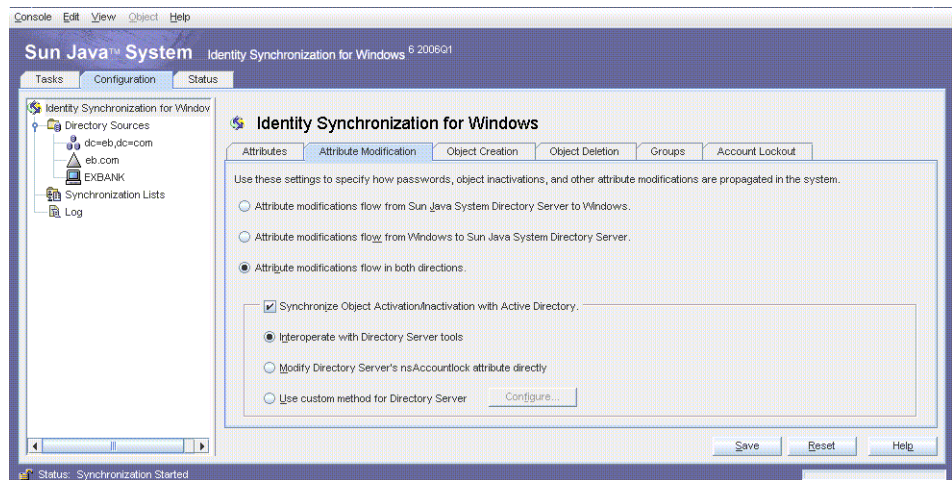 Console Edit View Object Help
Sun Java™ System Identity Synchronization for Windows 6 2006Q1
Tasks Configuration Status
Identity Synchronization for Window
Directory Sources
dc=eb,dc=com
eb.com
EXBANK
Synchronization Lists
Log
Identity Synchronization for Windows
Attributes Attribute Modification Object Creation Object Deletion Groups Account Lockout
Use these settings to specify how passwords, object inactivations, and other attribute modifications are propagated in the system.
Attribute modifications flow from Sun Java System Directory Server to Windows.
Attribute modifications flow from Windows to Sun Java System Directory Server.
Attribute modifications flow in both directions.
Synchronize Object Activation/Inactivation with Active Directory.
Interoperate with Directory Server tools
Modify Directory Server's nsAccountlock attribute directly
Use custom method for Directory Server Configure...
Save Reset Help
Status: Synchronization Started